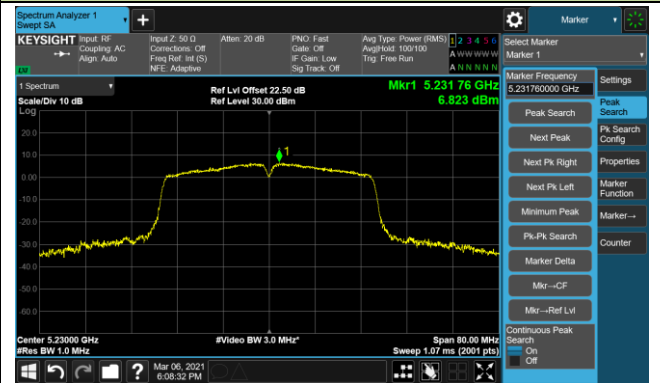 Spectrum Analyzer 1
Swept SA
+
Marker
KEYSIGHT
Input: RF
Coupling: AC
Align: Auto
Input Z: 50 Ω
Corrections: Off
Freq Ref: Int (S)
NFE: Adaptive
Atten: 20 dB
PNO: Fast
Gate: Off
IF Gain: Low
Sig Track: Off
Avg Type: Power (RMS)
Avg|Hold: 100/100
Trig: Free Run
1 2 3 4 5 6
A W W W W W
A N N N N N
Select Marker
Marker 1
1 Spectrum
Scale/Div 10 dB
Log
Ref Lvl Offset 22.50 dB
Ref Level 30.00 dBm
Mkr1 5.231 76 GHz
6.823 dBm
Marker Frequency
5.231760000 GHz
Peak Search
Next Peak
Next Pk Right
Next Pk Left
Minimum Peak
Pk-Pk Search
Marker Delta
Mkr→CF
Mkr→Ref Lvl
Continuous Peak
Search
On
Off
Settings
Peak
Search
Pk Search
Config
Properties
Marker
Function
Marker→
Counter
20.0
10.0
0.00
-10.0
-20.0
-30.0
-40.0
-50.0
-60.0
1
Center 5.23000 GHz
#Res BW 1.0 MHz
#Video BW 3.0 MHz*
Span 80.00 MHz
Sweep 1.07 ms (2001 pts)
?
Mar 06, 2021
6:08:32 PM